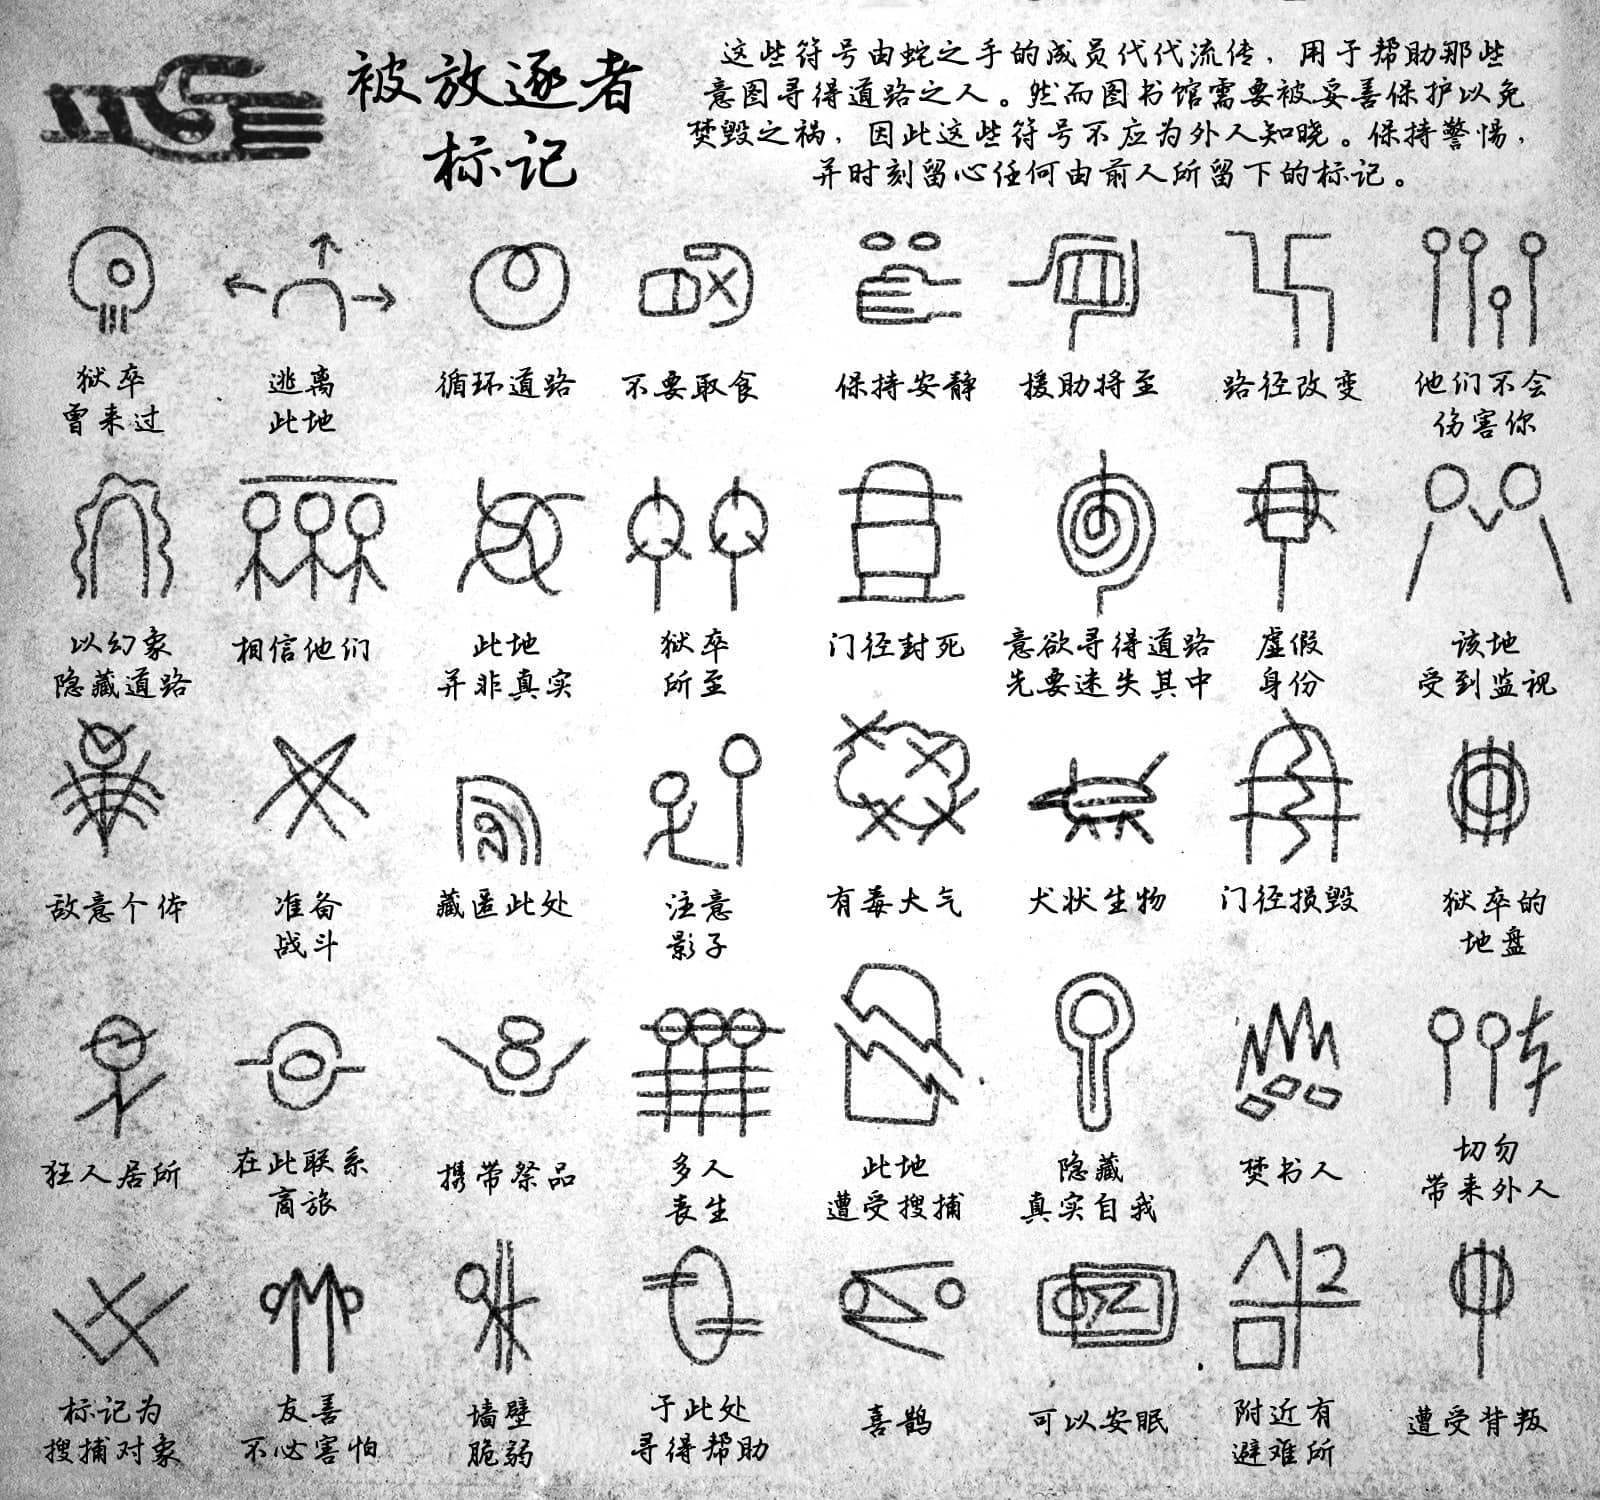 被放逐者
标记
这些符号由蛇之手的成员代代流传，用于帮助那些
意图寻得道路之人。然而图书馆需要被妥善保护以免
焚毁之祸，因此这些符号不应为外人知晓。保持警惕，
并时刻留心任何由前人所留下的标记。
狱卒
曾来过
逃离
此地
循环道路
不要取食
保持安静
援助将至
路径改变
他们不会
伤害你
以幻象
隐藏道路
相信他们
此地
并非真实
狱卒
所至
门径封死
意欲寻得道路
先要迷失其中
虚假
身份
该地
受到监视
敌意个体
准备
战斗
藏匿此处
注意
影子
有毒大气
犬状生物
门径损毁
狱卒的
地盘
狂人居所
在此联系
商旅
携带祭品
多人
丧生
此地
遭受搜捕
隐藏
真实自我
焚书人
切勿
带来外人
标记为
搜捕对象
友善
不必害怕
墙壁
脆弱
于此处
寻得帮助
喜鹊
可以安眠
附近有
避难所
遭受背叛